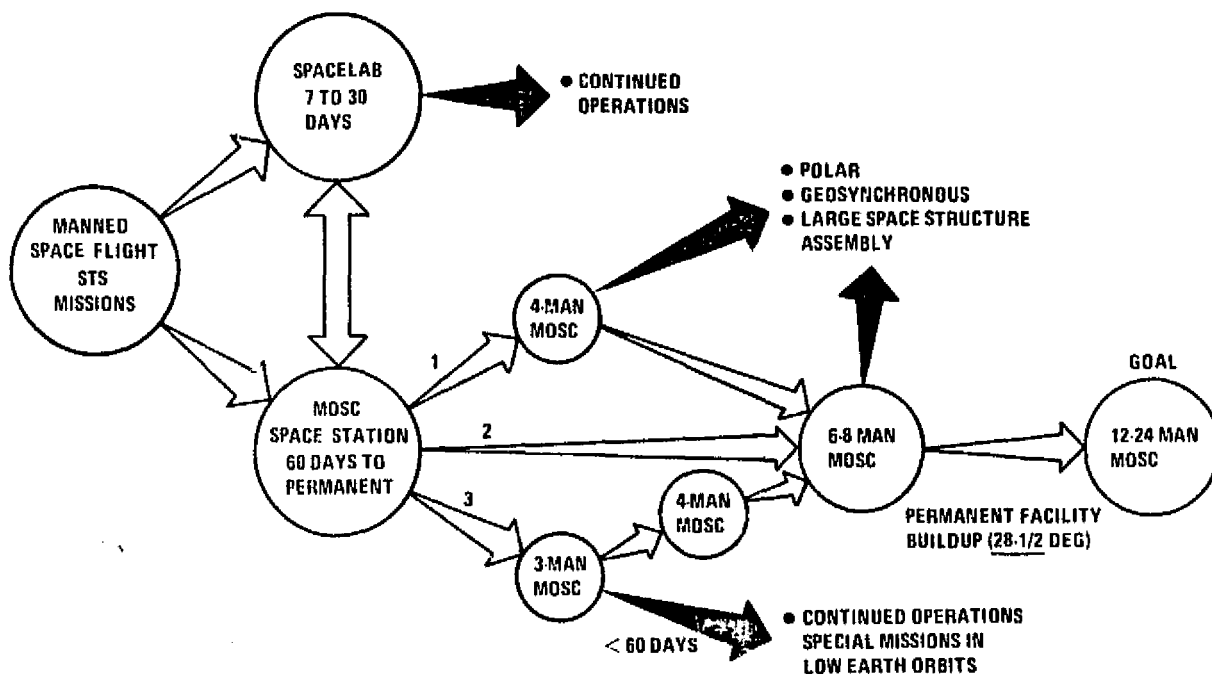 SPACELAB
7 TO 30
DAYS
● CONTINUED
OPERATIONS
MANNED
SPACE FLIGHT
STS
MISSIONS
● POLAR
● GEOSYNCHRONOUS
● LARGE SPACE STRUCTURE
ASSEMBLY
4-MAN
MOSC
1
MOSC
SPACE STATION
60 DAYS TO
PERMANENT
2
3
6-8 MAN
MOSC
GOAL
12-24 MAN
MOSC
4-MAN
MOSC
PERMANENT FACILITY
BUILDUP (28-1/2 DEG)
3-MAN
MOSC
< 60 DAYS
● CONTINUED OPERATIONS
SPECIAL MISSIONS IN
LOW EARTH ORBITS